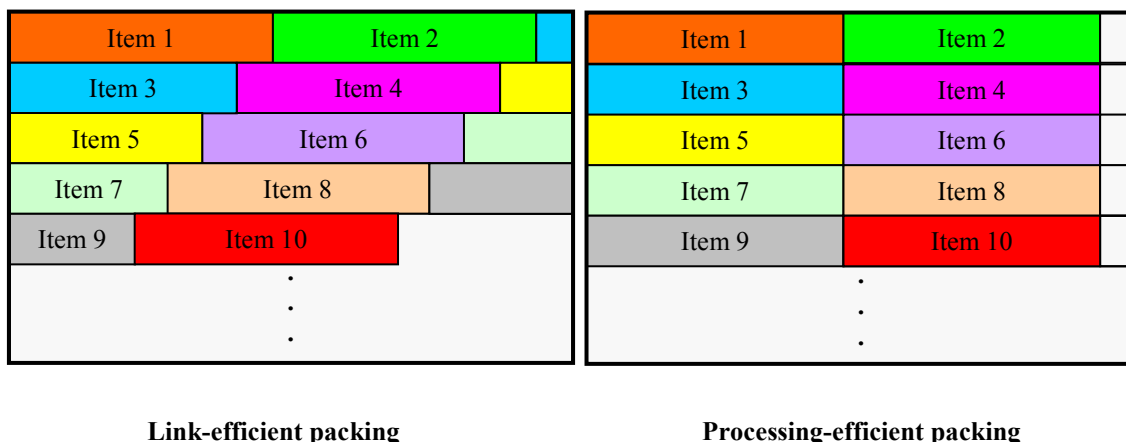 Item 1 Item 2 Item 1 Item 2
Item 3 Item 4 Item 3 Item 4
Item 5 Item 6 Item 5 Item 6
Item 7 Item 8 Item 7 Item 8
Item 9 Item 10 Item 9 Item 10
Link-efficient packing Processing-efficient packing